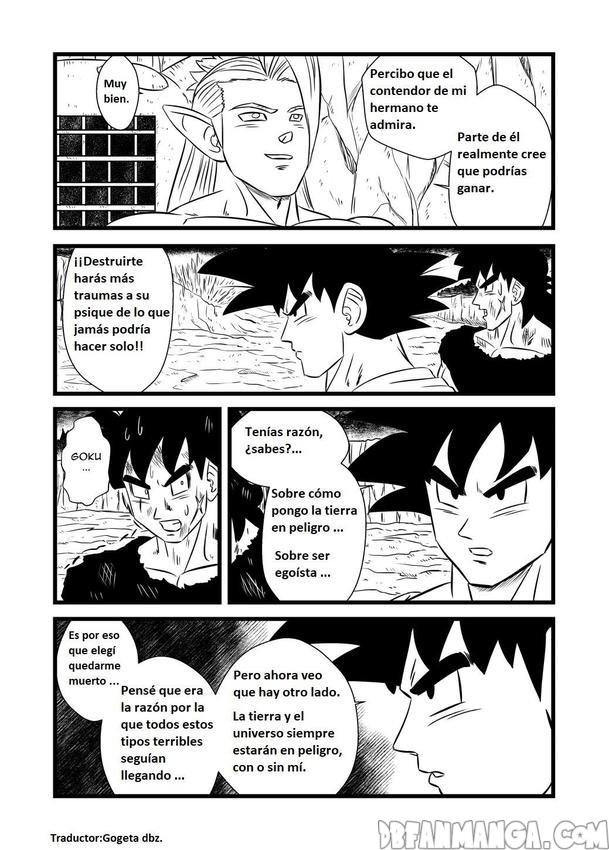 Muy
bien.
Percibo que el
contendor de mi
hermano te
admira.
Parte de él
realmente cree
que podrías
ganar.
¡¡Destruirte
harás más
traumas a su
psique de lo que
jamás podría
hacer solo!!
GOKU
...
Tenías razón,
¿sabes?...
Sobre cómo
pongo la tierra
en peligro ...
Sobre ser
egoísta ...
Es por eso
que elegí
quedarme
muerto ...
Pensé que era
la razón por la
que todos estos
tipos terribles
seguían
llegando ...
Pero ahora veo
que hay otro lado.
La tierra y el
universo siempre
estarán en peligro,
con o sin mí.
Traductor:Gogeta dbz.
DBFANMANGA.COM